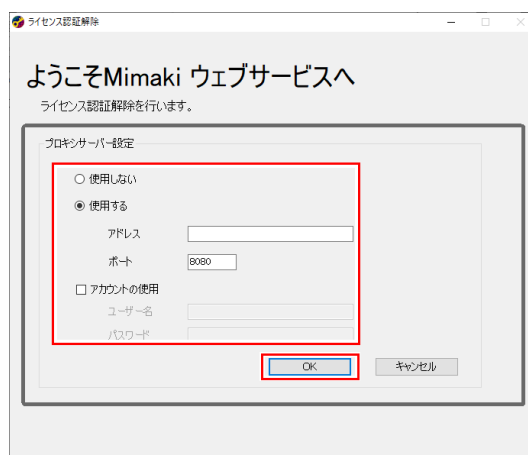 ライセンス認証解除
ようこそMimaki ウェブサービスへ
ライセンス認証解除を行います。
プロキシサーバー設定
使用しない
使用する
アドレス
ポート 8080
アカウントの使用
ユーザー名
パスワード
OK キャンセル